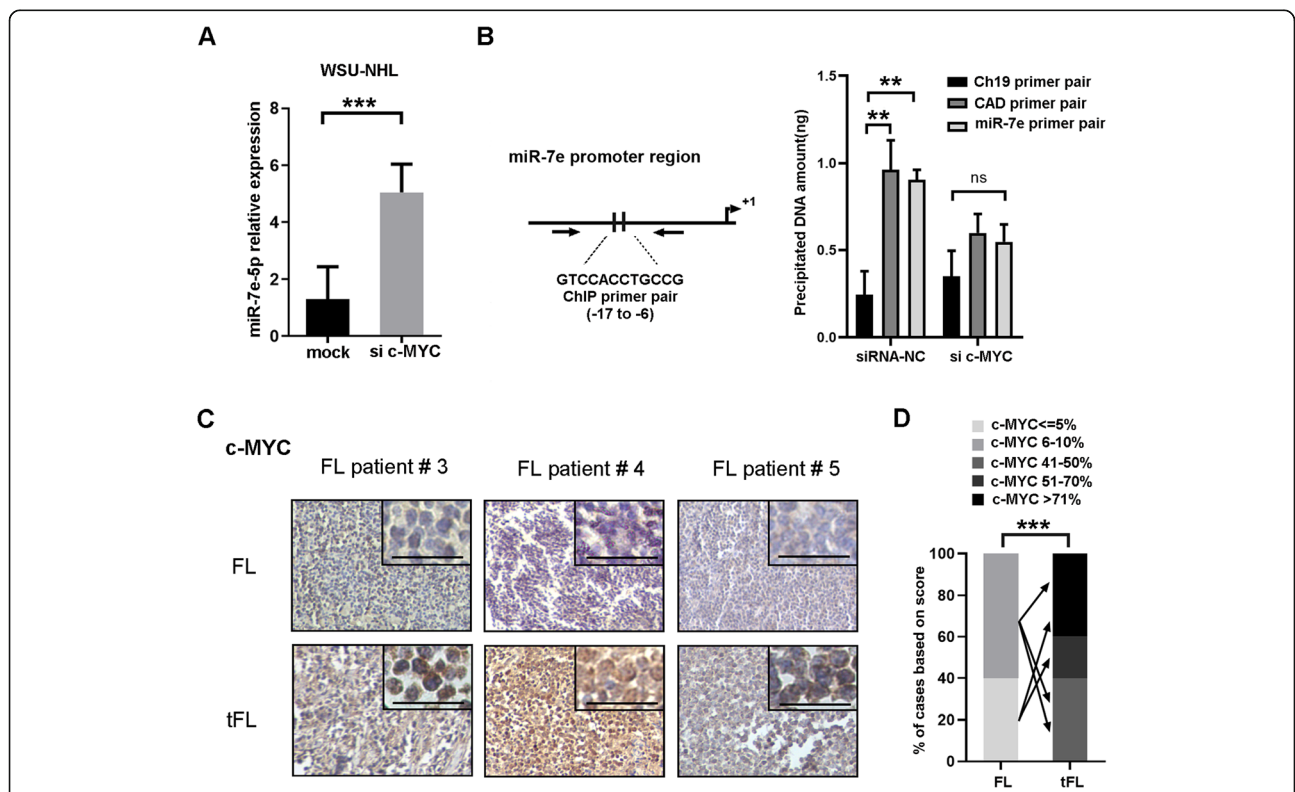 A
WSU-NHL
***
miR-7e-5p relative expression
8
6
4
2
0
mock
si c-MYC
B
miR-7e promoter region
+1
GTCCACCTGCCG
ChIP primer pair
(-17 to -6)
Precipitated DNA amount(ng)
1.5
1.0
0.5
0.0
**
**
ns
siRNA-NC
si c-MYC
Ch19 primer pair
CAD primer pair
miR-7e primer pair
C
c-MYC
FL patient # 3
FL patient # 4
FL patient # 5
FL
tFL
D
c-MYC<=5%
c-MYC 6-10%
c-MYC 41-50%
c-MYC 51-70%
c-MYC >71%
***
% of cases based on score
100
80
60
40
20
0
FL
tFL